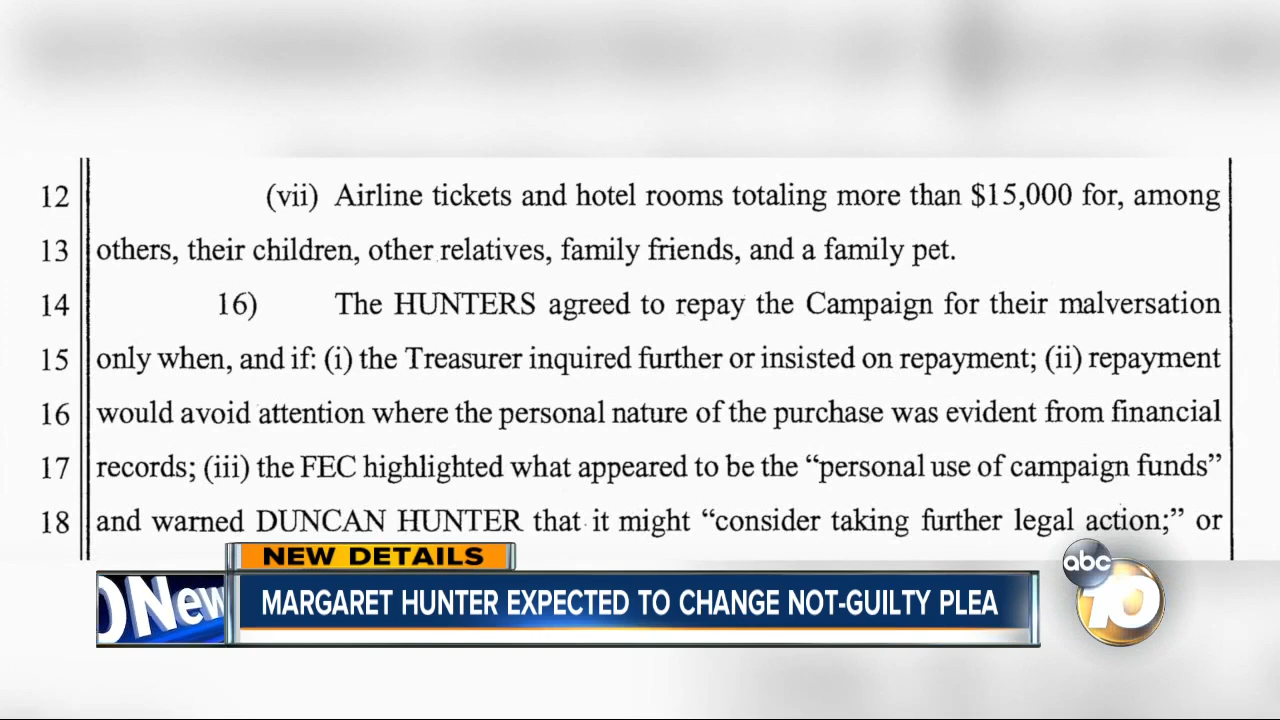 12 (vii) Airline tickets and hotel rooms totaling more than $15,000 for, among
13 others, their children, other relatives, family friends, and a family pet.
14 16) The HUNTERS agreed to repay the Campaign for their malversation
15 only when, and if: (i) the Treasurer inquired further or insisted on repayment; (ii) repayment
16 would avoid attention where the personal nature of the purchase was evident from financial
17 records; (iii) the FEC highlighted what appeared to be the “personal use of campaign funds”
18 and warned DUNCAN HUNTER that it might “consider taking further legal action;” or
NEW DETAILS
MARGARET HUNTER EXPECTED TO CHANGE NOT-GUILTY PLEA
abc
10